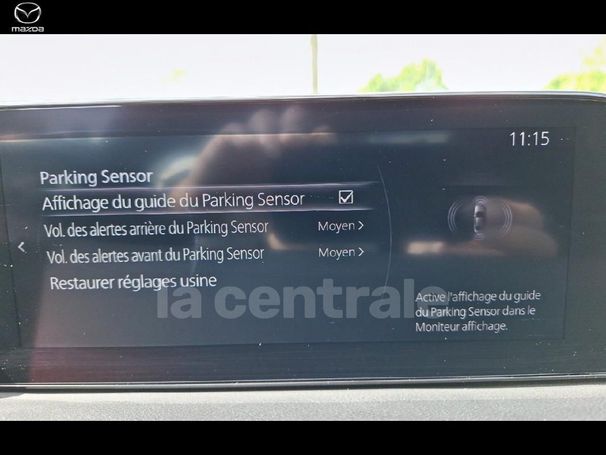 mazda
11:15
Parking Sensor
Affichage du guide du Parking Sensor
Vol. des alertes arrière du Parking Sensor Moyen >
Vol. des alertes avant du Parking Sensor Moyen >
Restaurer réglages usine
la centrale
Active l'affichage du guide
du Parking Sensor dans le
Moniteur affichage.